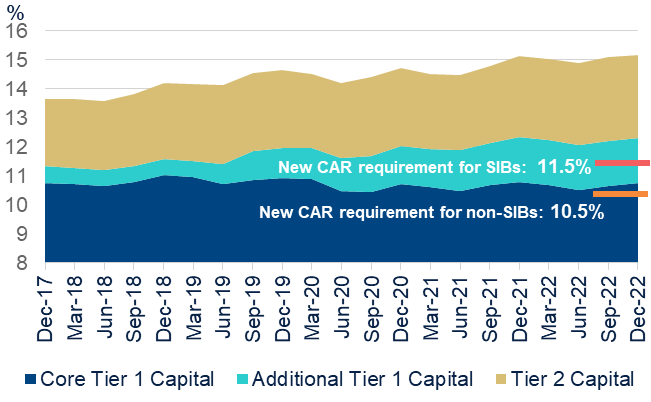 %
16
15
14
13
12
11
10
9
8
New CAR requirement for SIBs: 11.5%
New CAR requirement for non-SIBs: 10.5%
Dec-17
Mar-18
Jun-18
Sep-18
Dec-18
Mar-19
Jun-19
Sep-19
Dec-19
Mar-20
Jun-20
Sep-20
Dec-20
Mar-21
Jun-21
Sep-21
Dec-21
Mar-22
Jun-22
Sep-22
Dec-22
Core Tier 1 Capital
Additional Tier 1 Capital
Tier 2 Capital